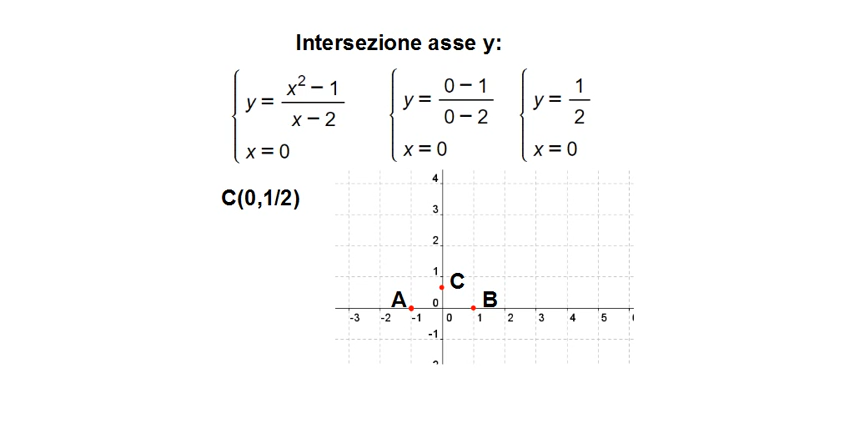 Intersezione asse y:
{ y = (x² – 1)/(x – 2) { y = (0 – 1)/(0 – 2) { y = 1/2
x = 0 x = 0 x = 0
C(0,1/2)
4
3
2
1
C
A 0 B
-3 -2 -1 0 1 2 3 4 5
-1